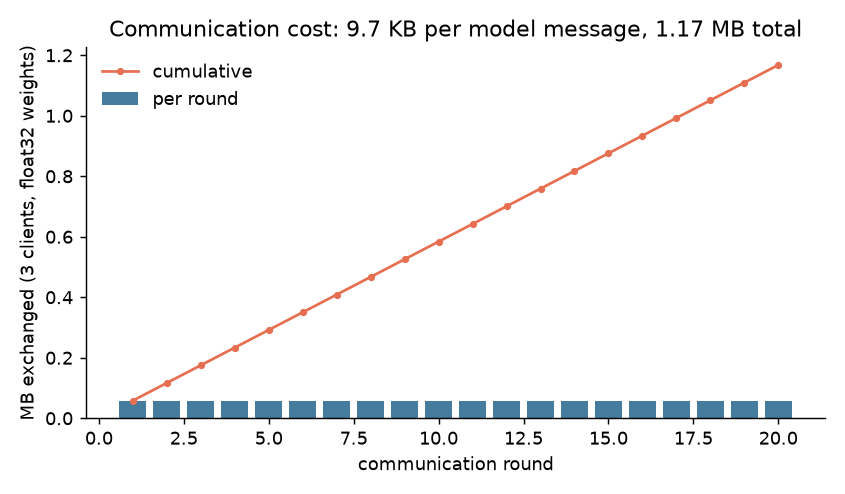 Communication cost: 9.7 KB per model message, 1.17 MB total
MB exchanged (3 clients, float32 weights)
cumulative
per round
1.2
1.0
0.8
0.6
0.4
0.2
0.0
0.0 2.5 5.0 7.5 10.0 12.5 15.0 17.5 20.0
communication round